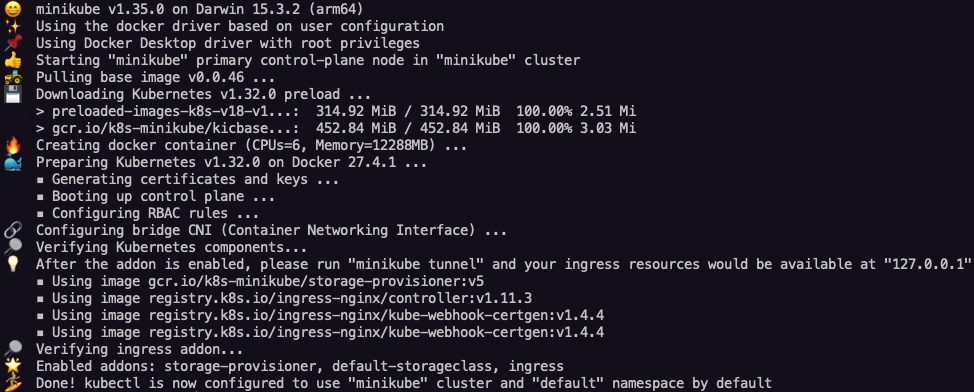 😄 minikube v1.35.0 on Darwin 15.3.2 (arm64)
✨ Using the docker driver based on user configuration
📌 Using Docker Desktop driver with root privileges
👍 Starting "minikube" primary control-plane node in "minikube" cluster
🚜 Pulling base image v0.0.46 ...
💾 Downloading Kubernetes v1.32.0 preload ...
> preloaded-images-k8s-v18-v1...: 314.92 MiB / 314.92 MiB 100.00% 2.51 Mi
> gcr.io/k8s-minikube/kicbase...: 452.84 MiB / 452.84 MiB 100.00% 3.03 Mi
🔥 Creating docker container (CPUs=6, Memory=12288MB) ...
🐳 Preparing Kubernetes v1.32.0 on Docker 27.4.1 ...
▪ Generating certificates and keys ...
▪ Booting up control plane ...
▪ Configuring RBAC rules ...
🔗 Configuring bridge CNI (Container Networking Interface) ...
🔎 Verifying Kubernetes components...
💡 After the addon is enabled, please run "minikube tunnel" and your ingress resources would be available at "127.0.0.1"
▪ Using image gcr.io/k8s-minikube/storage-provisioner:v5
▪ Using image registry.k8s.io/ingress-nginx/controller:v1.11.3
▪ Using image registry.k8s.io/ingress-nginx/kube-webhook-certgen:v1.4.4
▪ Using image registry.k8s.io/ingress-nginx/kube-webhook-certgen:v1.4.4
🔎 Verifying ingress addon...
🌟 Enabled addons: storage-provisioner, default-storageclass, ingress
🏄 Done! kubectl is now configured to use "minikube" cluster and "default" namespace by default